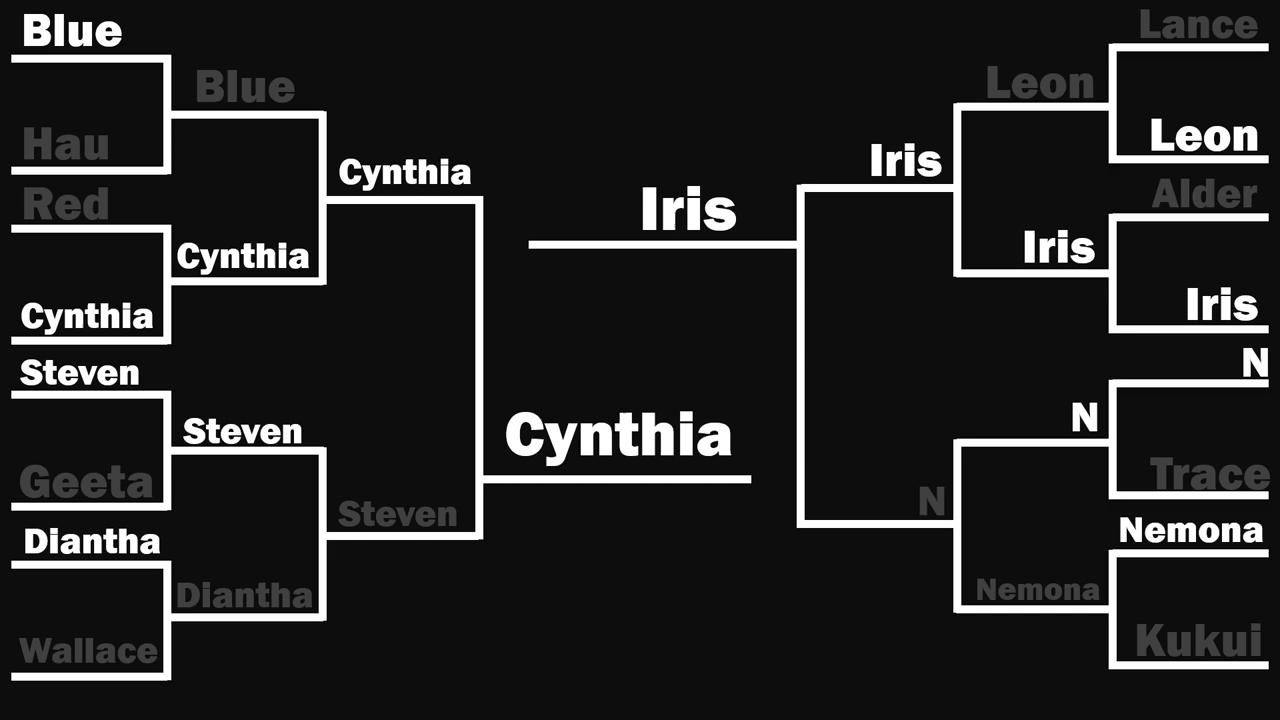 Blue
Hau
Red
Cynthia
Steven
Geeta
Diantha
Wallace
Blue
Cynthia
Steven
Diantha
Cynthia
Steven
Cynthia
Iris
Iris
N
Leon
Iris
N
Nemona
Lance
Leon
Alder
Iris
N
Trace
Nemona
Kukui